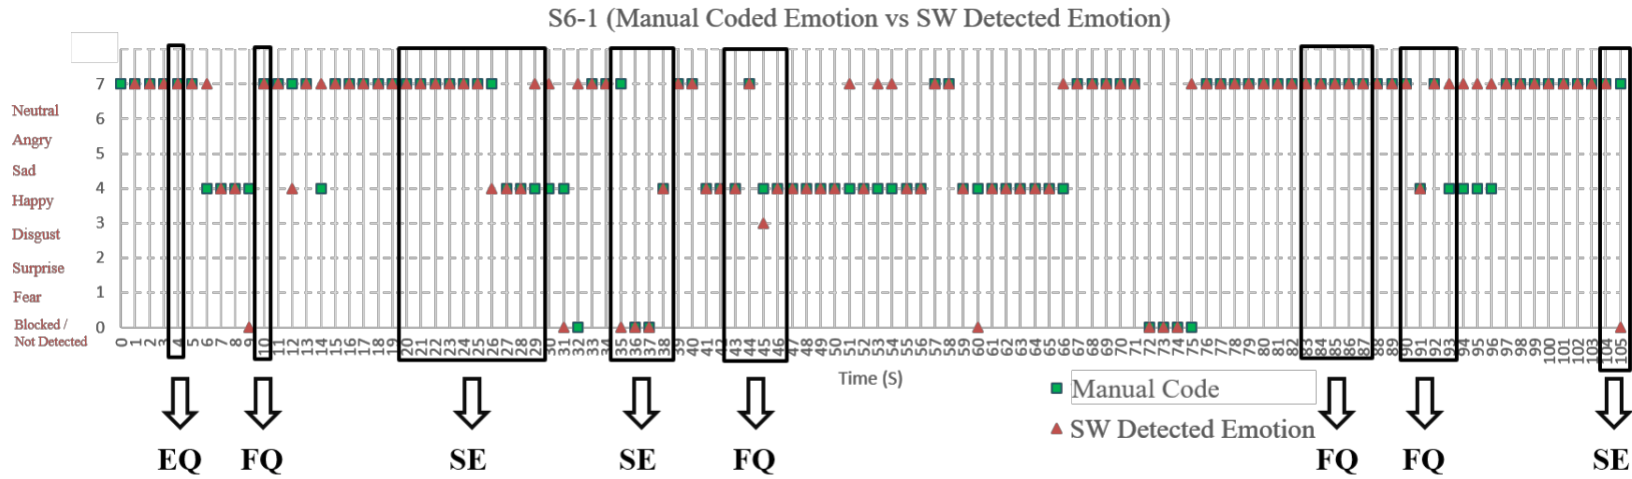 S6-1 (Manual Coded Emotion vs SW Detected Emotion)
7
Neutral
6
Angry
5
Sad
4
Happy
3
Disgust
2
Surprise
1
Fear
0
Blocked /
Not Detected
0 1 2 3 4 5 6 7 8 9 10 11 12 13 14 15 16 17 18 19 20 21 22 23 24 25 26 27 28 29 30 31 32 33 34 35 36 37 38 39 40 41 42 43 44 45 46 47 48 49 50 51 52 53 54 55 56 57 58 59 60 61 62 63 64 65 66 67 68 69 70 71 72 73 74 75 76 77 78 79 80 81 82 83 84 85 86 87 88 89 90 91 92 93 94 95 96 97 98 99 100 101 102 103 104 105
Time (S)
Manual Code
SW Detected Emotion
EQ FQ SE SE FQ FQ FQ SE